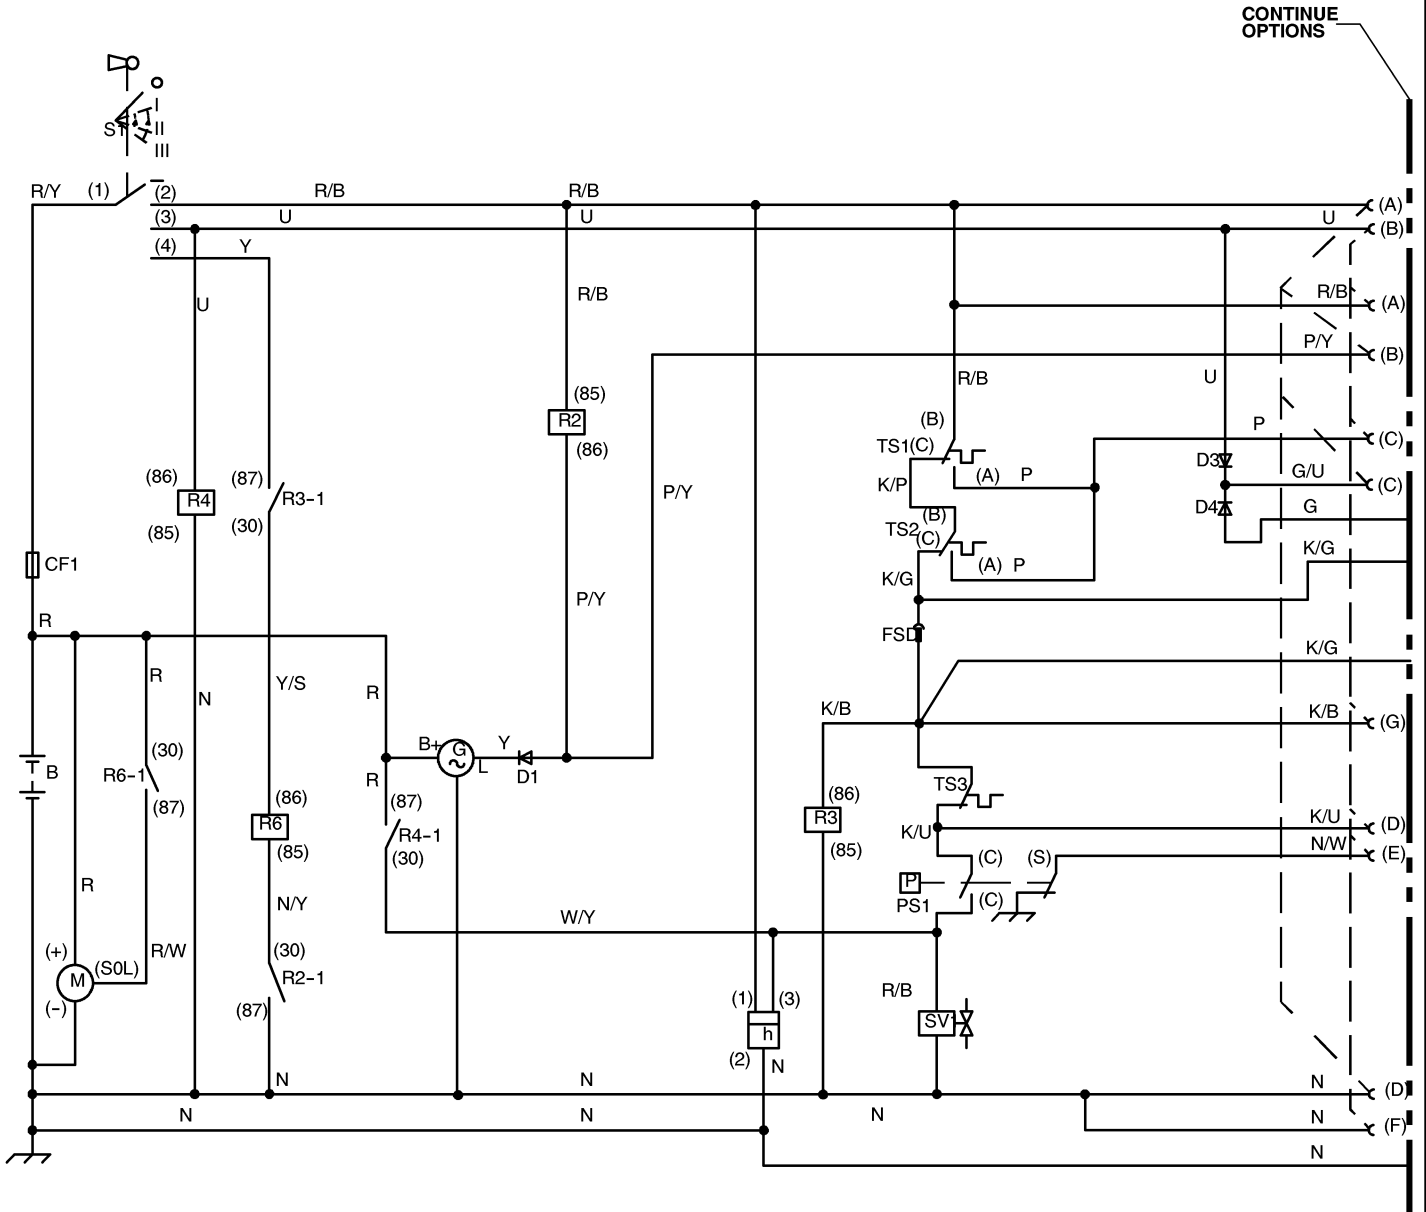 CONTINUE
OPTIONS
I
S1
II
III
R/Y
(1)
(2)
R/B
R/B
(A)
(3)
U
U
U
(B)
(4)
Y
R/B
U
R/B
(A)
P/Y
(B)
R/B
U
(85)
R2
(86)
(B)
TS1
(C)
P
(C)
D3
(86)
R4
(85)
(87)
R3-1
(30)
P/Y
K/P
(A)
P
G/U
(C)
(B)
D4
G
TS2
(C)
K/G
CF1
(A)
P
K/G
P/Y
R
FSD
K/G
R
Y/S
R
N
K/B
K/B
(G)
B+
G
L
Y
D1
(30)
R6-1
(87)
B
R
TS3
(86)
R6
(85)
(87)
R4-1
(30)
(86)
R3
(85)
K/U
K/U
(D)
N/W
(E)
(C)
(S)
P
PS1
(C)
R
N/Y
W/Y
(+)
(S0L)
R/W
M
(-)
(30)
R2-1
(87)
(1)
(3)
h
(2)
N
R/B
SV1
N
N
N
(D)
N
N
N
N
(F)
N